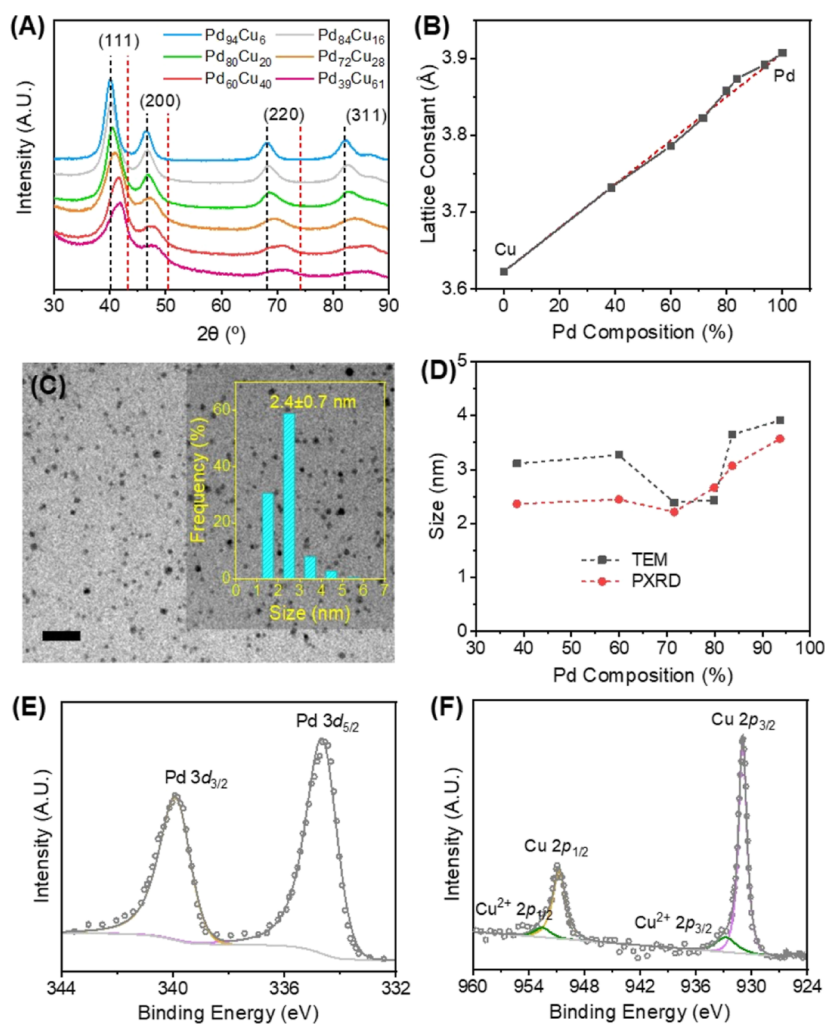 (A)
(111)
Pd₉₄Cu₆
Pd₈₄Cu₁₆
Pd₈₀Cu₂₀
Pd₇₂Cu₂₈
Pd₆₀Cu₄₀
Pd₃₉Cu₆₁
(200)
(220)
(311)
Intensity (A.U.)
30 40 50 60 70 80 90
2θ (º)
(B)
3.9
3.8
3.7
3.6
Lattice Constant (Å)
Cu
Pd
0 20 40 60 80 100
Pd Composition (%)
(C)
2.4±0.7 nm
60
40
20
0
Frequency (%)
0 1 2 3 4 5 6 7
Size (nm)
(D)
5
4
3
2
1
0
Size (nm)
TEM
PXRD
30 40 50 60 70 80 90 100
Pd Composition (%)
(E)
Pd 3d₅/₂
Pd 3d₃/₂
Intensity (A.U.)
344 340 336 332
Binding Energy (eV)
(F)
Cu 2p₃/₂
Cu 2p₁/₂
Cu²⁺ 2p₁/₂
Cu²⁺ 2p₃/₂
Intensity (A.U.)
960 954 948 942 936 930 924
Binding Energy (eV)